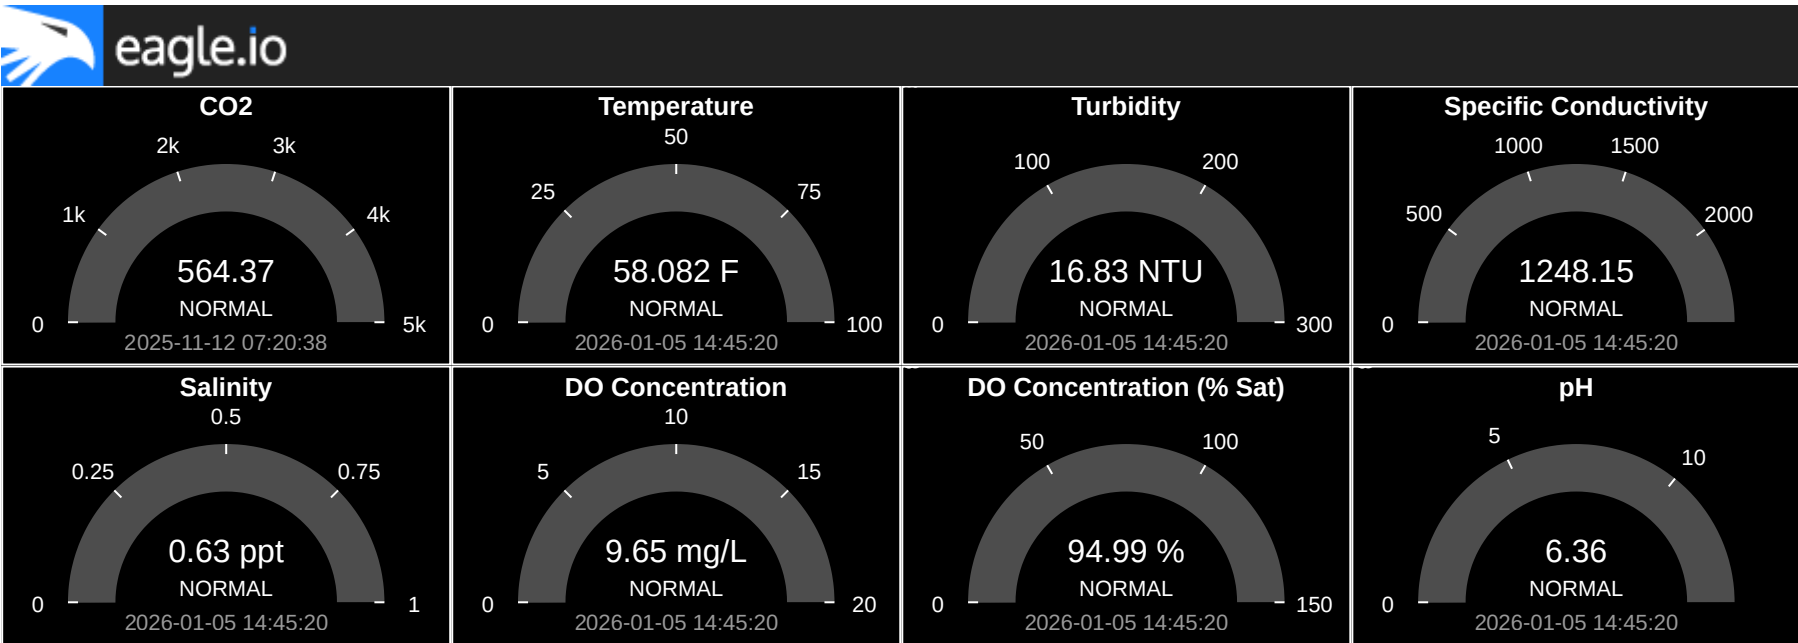 eagle.io
CO2
2k
3k
1k
4k
564.37
NORMAL
0
5k
2025-11-12 07:20:38
Temperature
50
25
75
58.082 F
NORMAL
0
100
2026-01-05 14:45:20
Turbidity
100
200
16.83 NTU
NORMAL
0
300
2026-01-05 14:45:20
Specific Conductivity
1000
1500
500
2000
1248.15
NORMAL
0
2026-01-05 14:45:20
Salinity
0.5
0.25
0.75
0.63 ppt
NORMAL
0
1
2026-01-05 14:45:20
DO Concentration
10
5
15
9.65 mg/L
NORMAL
0
20
2026-01-05 14:45:20
DO Concentration (% Sat)
50
100
94.99 %
NORMAL
0
150
2026-01-05 14:45:20
pH
5
10
6.36
NORMAL
0
2026-01-05 14:45:20